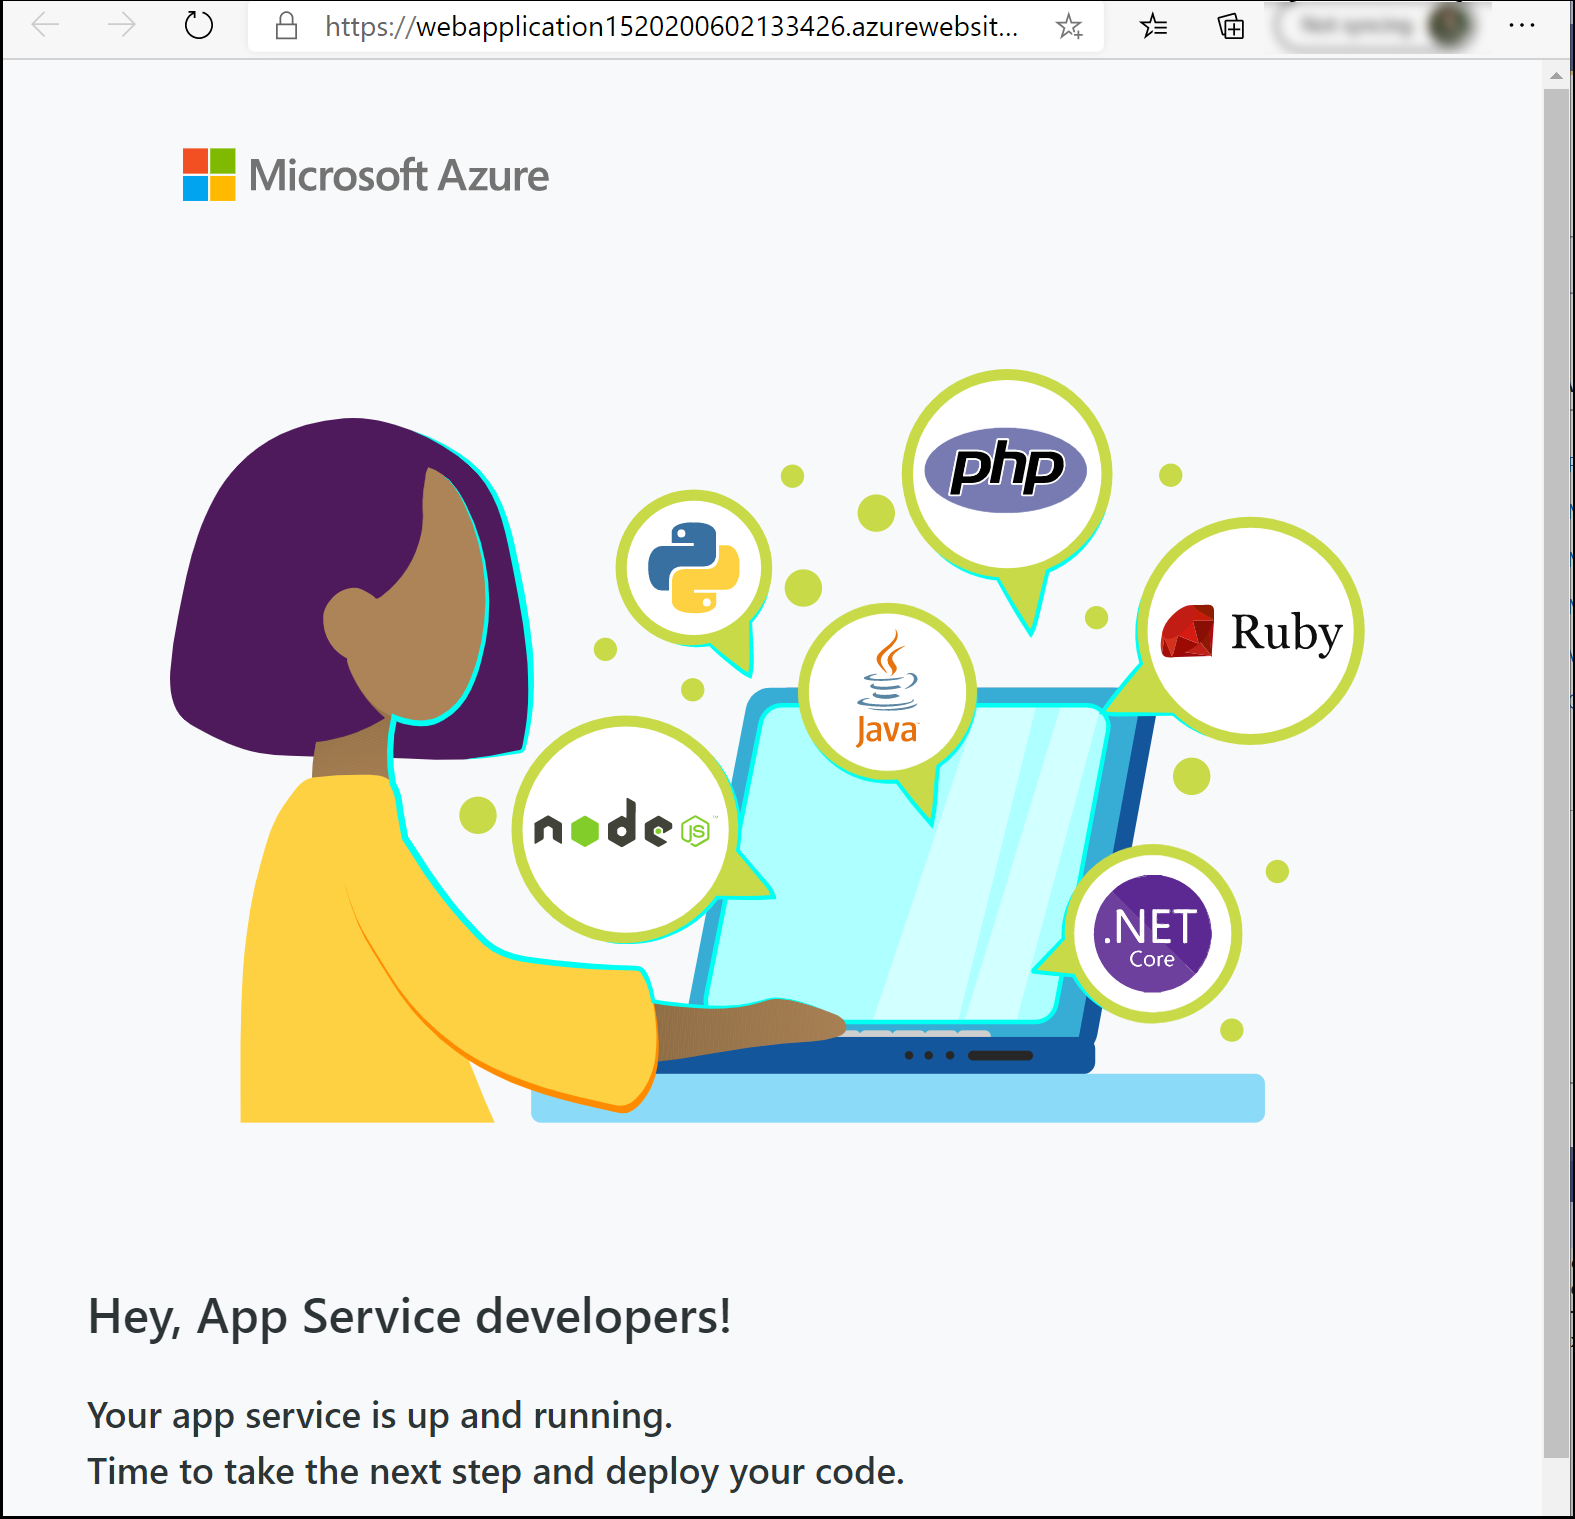 https://webapplication1520200602133426.azurewebsit...
Microsoft Azure
php
Ruby
Java
node
JS
.NET
Core
Hey, App Service developers!
Your app service is up and running.
Time to take the next step and deploy your code.